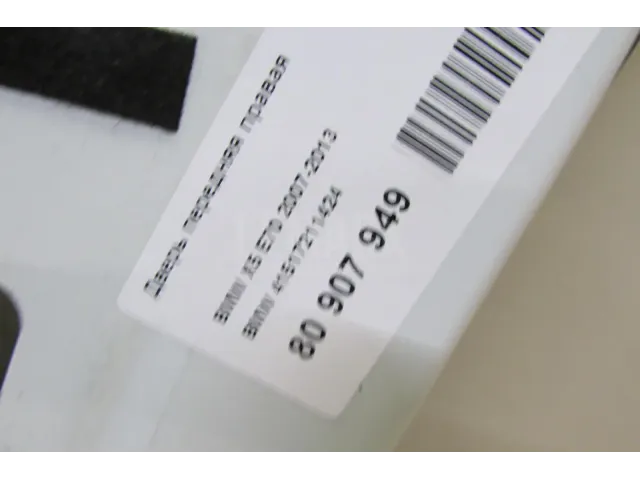 Дверь передняя правая
BMW X5 E70 2007-2013
BMW 41517211424
80 907 949